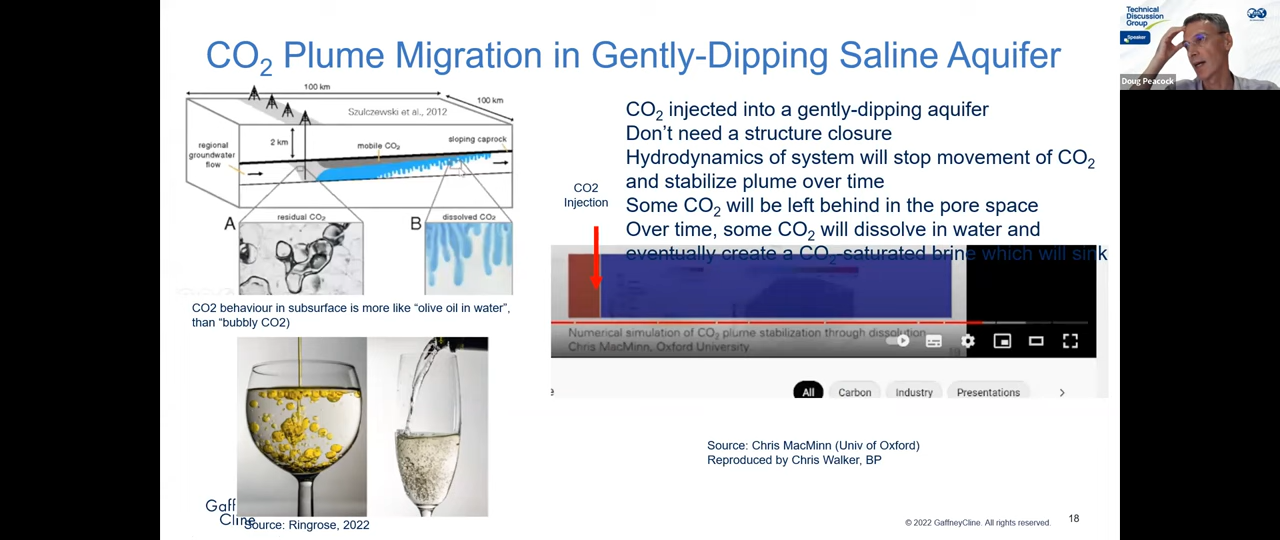 CO2 Plume Migration in Gently-Dipping Saline Aquifer
Technical
Discussion
Group
Speaker
Doug Peacock
100 km
100 km
Szulczewski et al., 2012
2 km
regional
groundwater
flow
mobile CO2
sloping caprock
A
residual CO2
B
dissolved CO2
CO2 behaviour in subsurface is more like “olive oil in water”,
than “bubbly CO2)
CO2 injected into a gently-dipping aquifer
Don’t need a structure closure
Hydrodynamics of system will stop movement of CO2
and stabilize plume over time
Some CO2 will be left behind in the pore space
Over time, some CO2 will dissolve in water and
eventually create a CO2-saturated brine which will sink
CO2
Injection
Numerical simulation of CO2 plume stabilization through dissolution
Chris MacMinn, Oxford University
All
Carbon
Industry
Presentations
Source: Chris MacMinn (Univ of Oxford)
Reproduced by Chris Walker, BP
Gaff
Cline
Source: Ringrose, 2022
© 2022 GaffneyCline. All rights reserved.
18